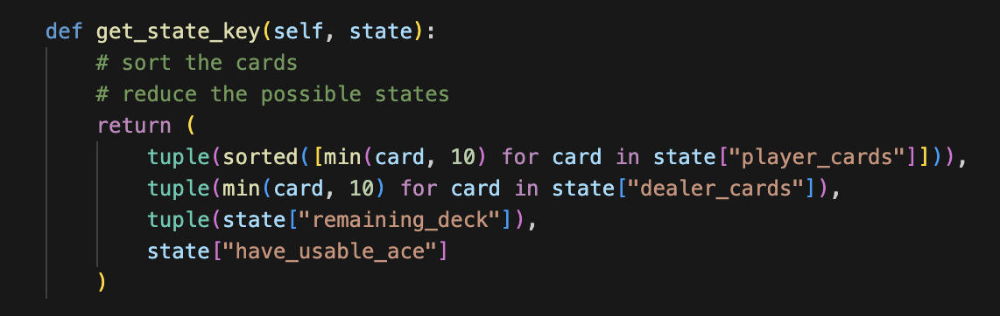 def get_state_key(self, state):
    # sort the cards
    # reduce the possible states
    return (
        tuple(sorted([min(card, 10) for card in state["player_cards"]])),
        tuple(min(card, 10) for card in state["dealer_cards"]),
        tuple(state["remaining_deck"]),
        state["have_usable_ace"]
    )